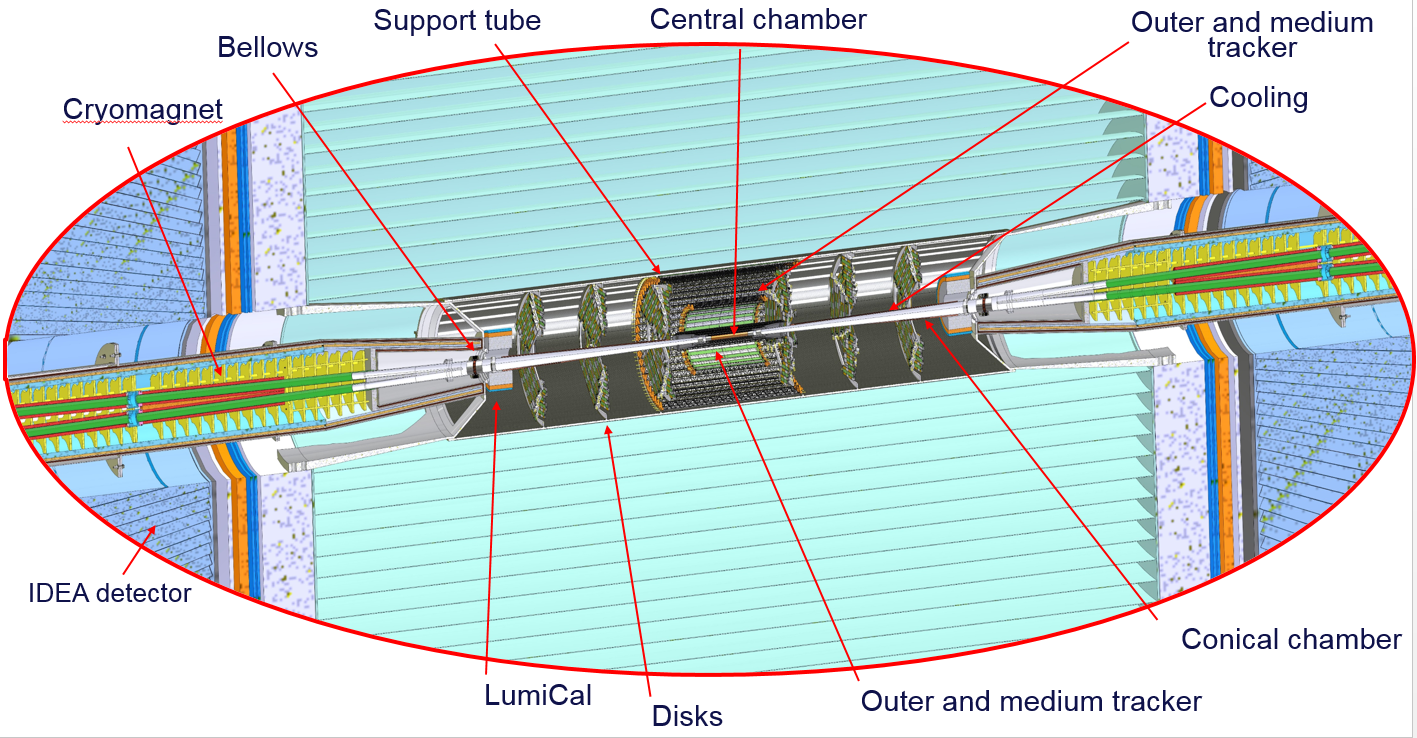 Support tube
Central chamber
Outer and medium
tracker
Bellows
Cooling
Cryomagnet
IDEA detector
Conical chamber
LumiCal
Outer and medium tracker
Disks